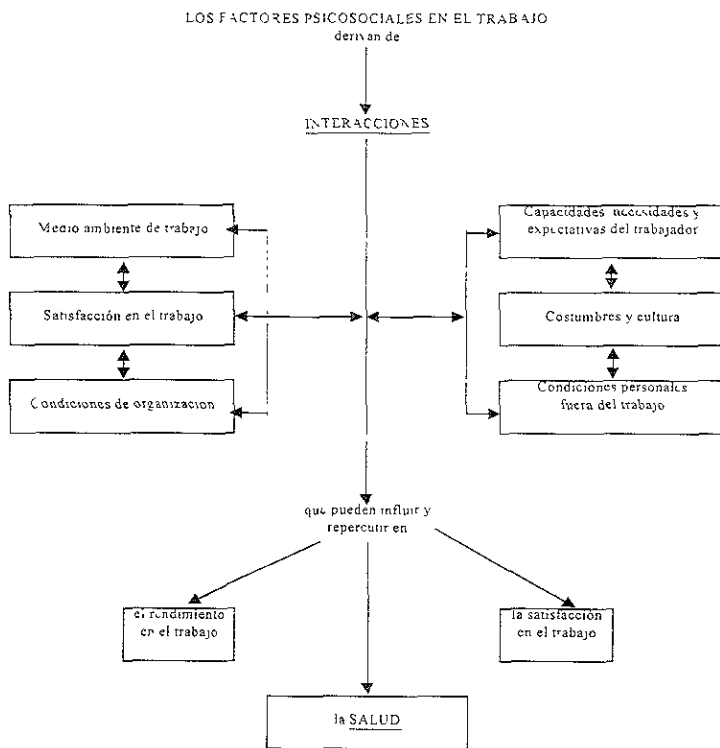 LOS FACTORES PSICOSOCIALES EN EL TRABAJO
derivan de
INTERACCIONES
Medio ambiente de trabajo
Capacidades necesidades y
expectativas del trabajador
Satisfacción en el trabajo
Costumbres y cultura
Condiciones de organizacion
Condiciones personales
fuera del trabajo
que pueden influir y
repercutir en
el rendimiento
en el trabajo
la satisfacción
en el trabajo
la SALUD